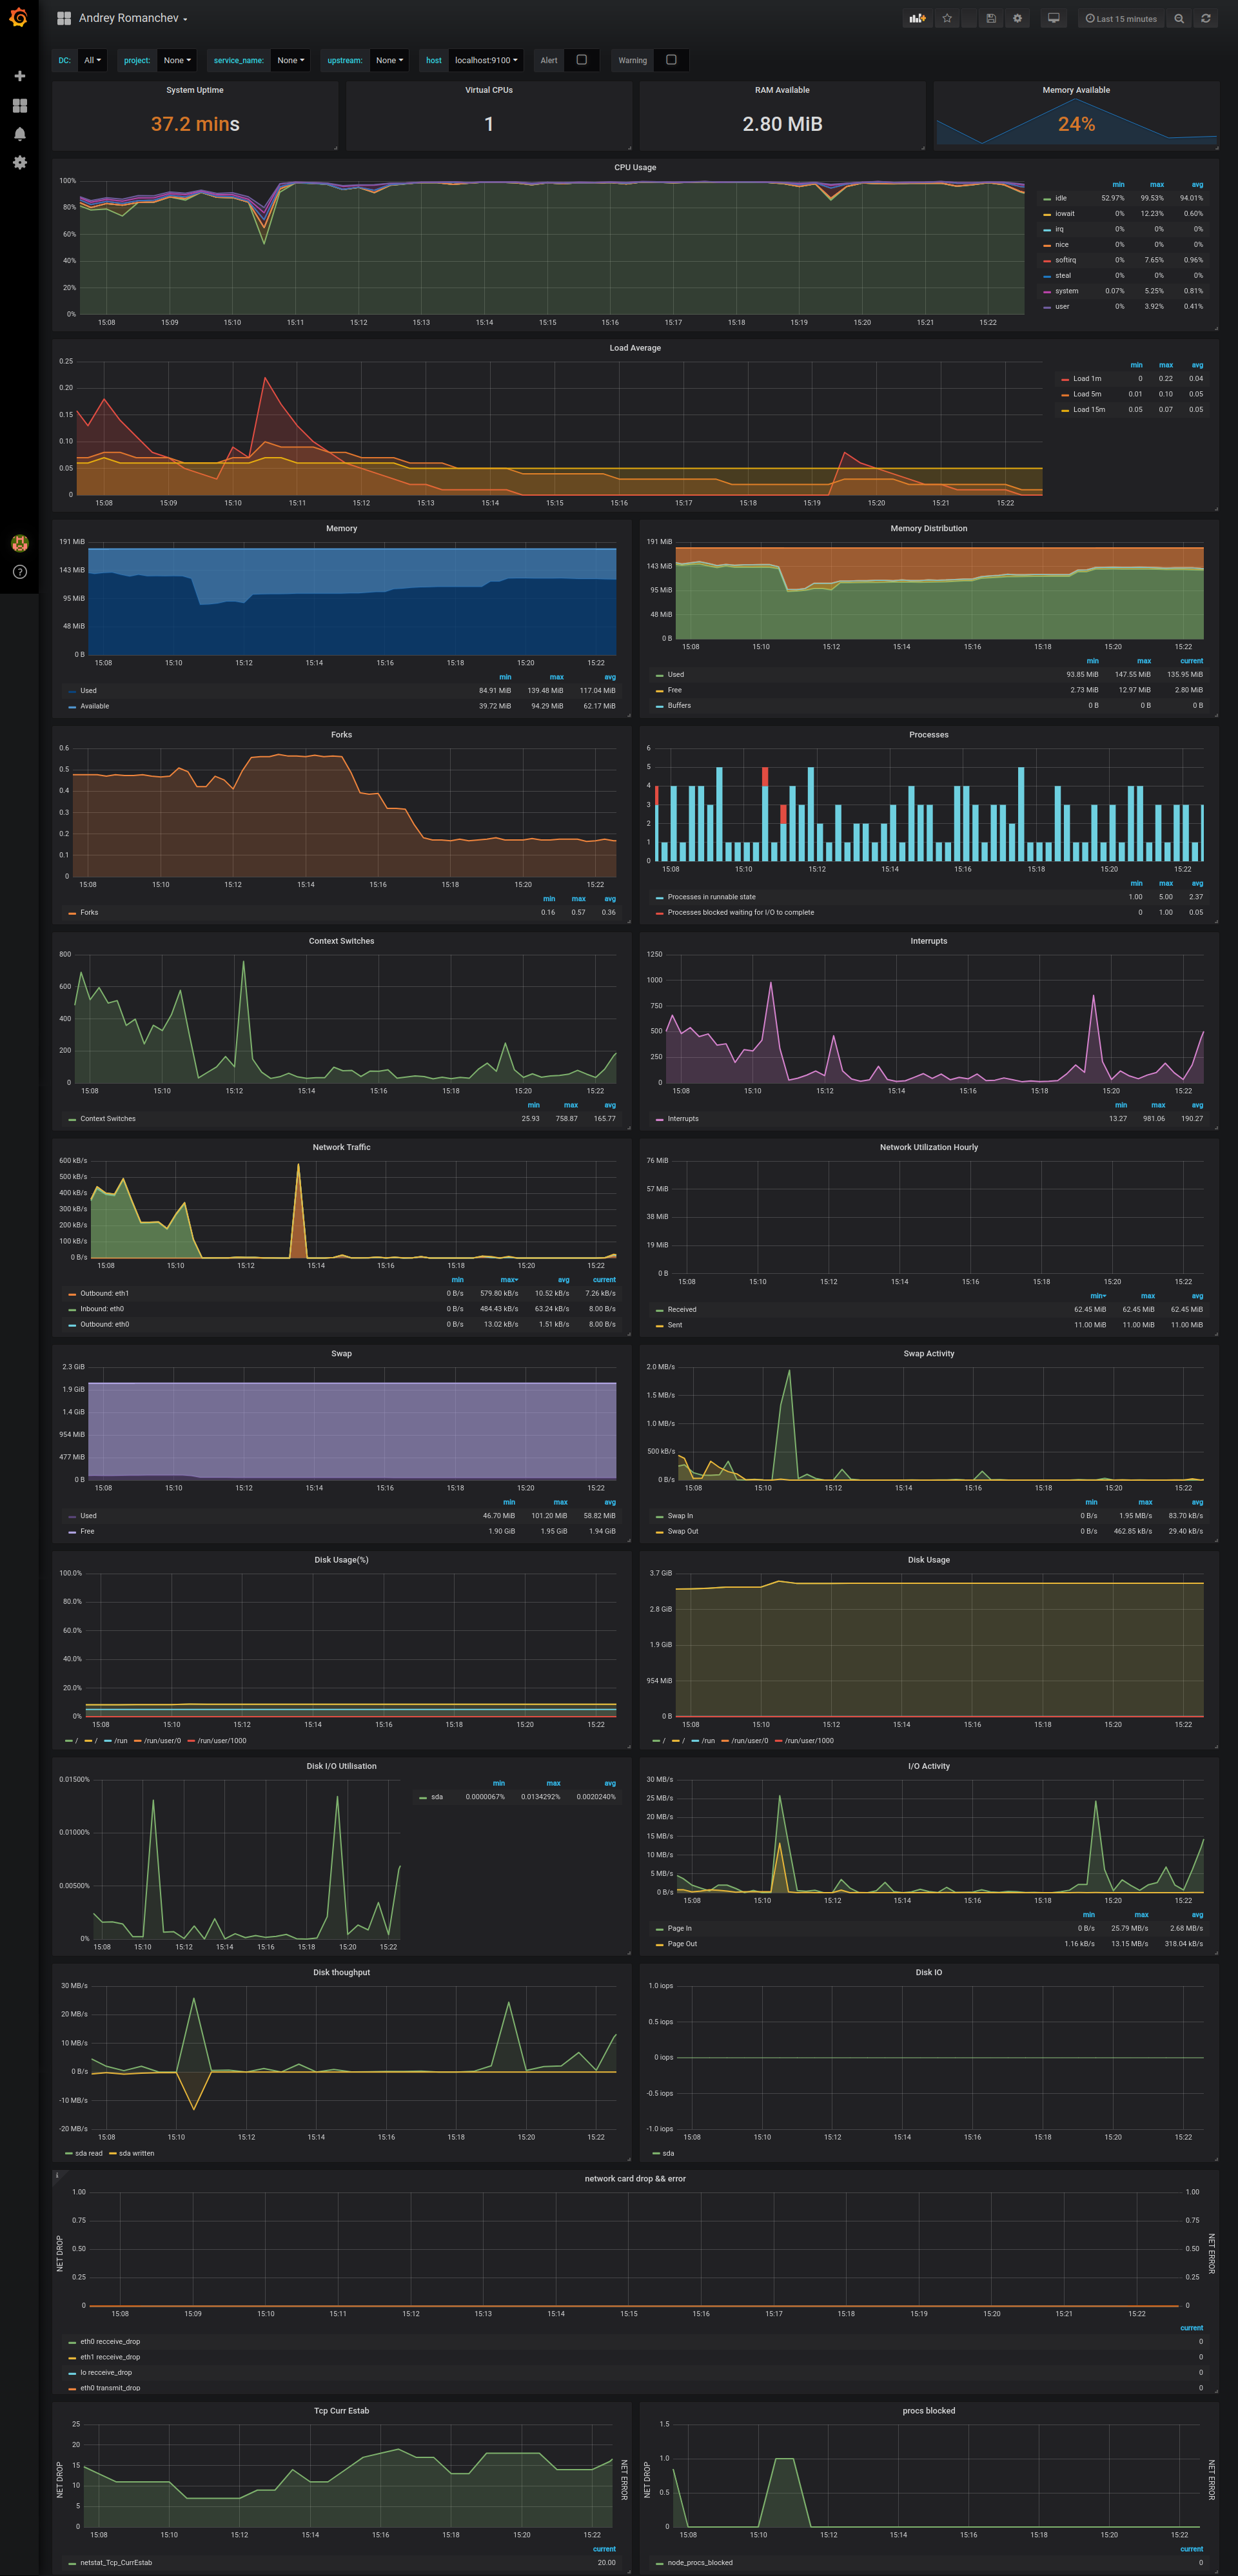 Andrey Romanchev
Last 15 minutes
DC: All project: None service_name: None upstream: None host localhost:9100 Alert Warning
System Uptime
37.2 mins
Virtual CPUs
1
RAM Available
2.80 MiB
Memory Available
24%
CPU Usage
100%
80%
60%
40%
20%
0%
15:08 15:09 15:10 15:11 15:12 15:13 15:14 15:15 15:16 15:17 15:18 15:19 15:20 15:21 15:22
min max avg
idle 52.97% 99.53% 94.01%
iowait 0% 12.23% 0.60%
irq 0% 0% 0%
nice 0% 0% 0%
softirq 0% 7.65% 0.96%
steal 0% 0% 0%
system 0.07% 5.25% 0.81%
user 0% 3.92% 0.41%
Load Average
0.25
0.20
0.15
0.10
0.05
0
15:08 15:09 15:10 15:11 15:12 15:13 15:14 15:15 15:16 15:17 15:18 15:19 15:20 15:21 15:22
min max avg
Load 1m 0 0.22 0.04
Load 5m 0.01 0.10 0.05
Load 15m 0.05 0.07 0.05
Memory
191 MiB
143 MiB
95 MiB
48 MiB
0 B
15:08 15:10 15:12 15:14 15:16 15:18 15:20 15:22
min max avg
Used 84.91 MiB 139.48 MiB 117.04 MiB
Available 39.72 MiB 94.29 MiB 62.17 MiB
Memory Distribution
191 MiB
143 MiB
95 MiB
48 MiB
0 B
15:08 15:10 15:12 15:14 15:16 15:18 15:20 15:22
min max current
Used 93.85 MiB 147.55 MiB 135.95 MiB
Free 2.73 MiB 12.97 MiB 2.80 MiB
Buffers 0 B 0 B 0 B
Forks
0.6
0.5
0.4
0.3
0.2
0.1
0
15:08 15:10 15:12 15:14 15:16 15:18 15:20 15:22
min max avg
Forks 0.16 0.57 0.36
Processes
6
5
4
3
2
1
0
15:08 15:10 15:12 15:14 15:16 15:18 15:20 15:22
min max avg
Processes in runnable state 1.00 5.00 2.37
Processes blocked waiting for I/O to complete 0 1.00 0.05
Context Switches
800
600
400
200
0
15:08 15:10 15:12 15:14 15:16 15:18 15:20 15:22
min max avg
Context Switches 25.93 758.87 165.77
Interrupts
1250
1000
750
500
250
0
15:08 15:10 15:12 15:14 15:16 15:18 15:20 15:22
min max avg
Interrupts 13.27 981.06 190.27
Network Traffic
600 kB/s
500 kB/s
400 kB/s
300 kB/s
200 kB/s
100 kB/s
0 B/s
15:08 15:10 15:12 15:14 15:16 15:18 15:20 15:22
min max avg current
Outbound: eth1 0 B/s 579.80 kB/s 10.52 kB/s 7.26 kB/s
Inbound: eth0 0 B/s 484.43 kB/s 63.24 kB/s 8.00 B/s
Outbound: eth0 0 B/s 13.02 kB/s 1.51 kB/s 8.00 B/s
Network Utilization Hourly
76 MiB
57 MiB
38 MiB
19 MiB
0 B
15:08 15:10 15:12 15:14 15:16 15:18 15:20 15:22
min max avg
Received 62.45 MiB 62.45 MiB 62.45 MiB
Sent 11.00 MiB 11.00 MiB 11.00 MiB
Swap
2.3 GiB
1.9 GiB
1.4 GiB
954 MiB
477 MiB
0 B
15:08 15:10 15:12 15:14 15:16 15:18 15:20 15:22
min max avg
Used 46.70 MiB 101.20 MiB 58.82 MiB
Free 1.90 GiB 1.95 GiB 1.94 GiB
Swap Activity
2.0 MB/s
1.5 MB/s
1.0 MB/s
500 kB/s
0 B/s
15:08 15:10 15:12 15:14 15:16 15:18 15:20 15:22
min max avg
Swap In 0 B/s 1.95 MB/s 83.70 kB/s
Swap Out 0 B/s 462.85 kB/s 29.40 kB/s
Disk Usage(%)
100.0%
80.0%
60.0%
40.0%
20.0%
0%
15:08 15:10 15:12 15:14 15:16 15:18 15:20 15:22
/ / /run /run/user/0 /run/user/1000
Disk Usage
3.7 GiB
2.8 GiB
1.9 GiB
954 MiB
0 B
15:08 15:10 15:12 15:14 15:16 15:18 15:20 15:22
/ / /run /run/user/0 /run/user/1000
Disk I/O Utilisation
0.01500%
0.01000%
0.00500%
0%
15:08 15:10 15:12 15:14 15:16 15:18 15:20 15:22
min max avg
sda 0.0000067% 0.0134292% 0.0020240%
I/O Activity
30 MB/s
25 MB/s
20 MB/s
15 MB/s
10 MB/s
5 MB/s
0 B/s
15:08 15:10 15:12 15:14 15:16 15:18 15:20 15:22
min max avg
Page In 0 B/s 25.79 MB/s 2.68 MB/s
Page Out 1.16 kB/s 13.15 MB/s 318.04 kB/s
Disk thoughput
30 MB/s
20 MB/s
10 MB/s
0 B/s
-10 MB/s
-20 MB/s
15:08 15:10 15:12 15:14 15:16 15:18 15:20 15:22
sda read sda written
Disk IO
1.0 iops
0.5 iops
0 iops
-0.5 iops
-1.0 iops
15:08 15:10 15:12 15:14 15:16 15:18 15:20 15:22
sda
network card drop && error
NET DROP
1.00
0.75
0.50
0.25
0
15:08 15:09 15:10 15:11 15:12 15:13 15:14 15:15 15:16 15:17 15:18 15:19 15:20 15:21 15:22
1.00
0.75
0.50
0.25
0
NET ERROR
current
eth0 recceive_drop 0
eth1 recceive_drop 0
lo recceive_drop 0
eth0 transmit_drop 0
Tcp Curr Estab
NET DROP
25
20
15
10
5
0
15:08 15:10 15:12 15:14 15:16 15:18 15:20 15:22
NET ERROR
current
netstat_Tcp_CurrEstab 20.00
procs blocked
NET DROP
1.5
1.0
0.5
0
15:08 15:10 15:12 15:14 15:16 15:18 15:20 15:22
NET ERROR
current
node_procs_blocked 0